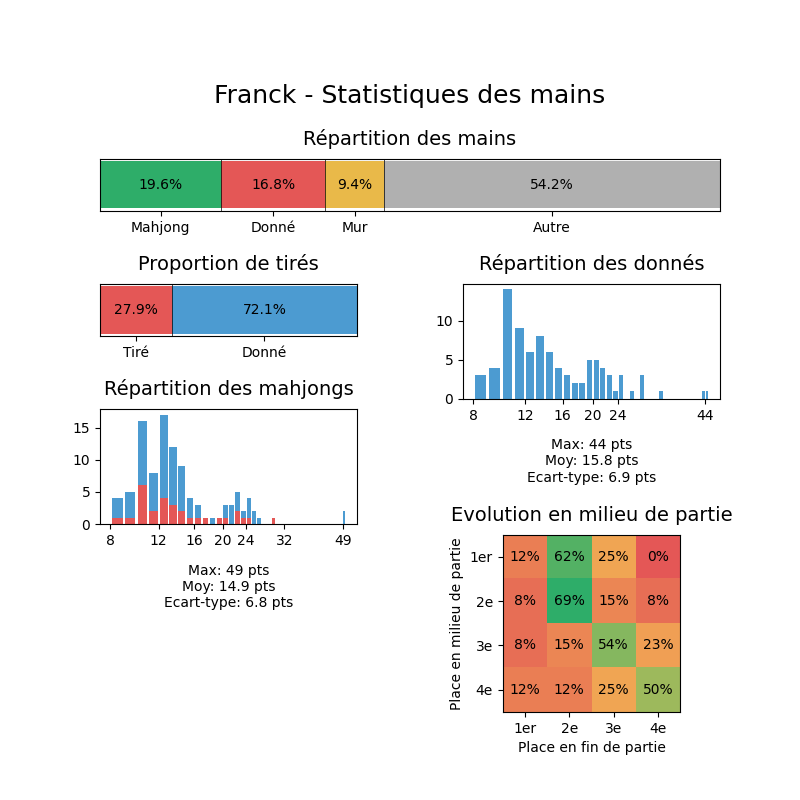 Franck - Statistiques des mains
Répartition des mains
19.6% 16.8% 9.4% 54.2%
Mahjong Donné Mur Autre
Proportion de tirés
27.9% 72.1%
Tiré Donné
Répartition des donnés
10
5
0
8 12 16 20 24 44
Max: 44 pts
Moy: 15.8 pts
Ecart-type: 6.9 pts
Répartition des mahjongs
15
10
5
0
8 12 16 20 24 32 49
Max: 49 pts
Moy: 14.9 pts
Ecart-type: 6.8 pts
Evolution en milieu de partie
Place en milieu de partie
1er 12% 62% 25% 0%
2e 8% 69% 15% 8%
3e 8% 15% 54% 23%
4e 12% 12% 25% 50%
1er 2e 3e 4e
Place en fin de partie